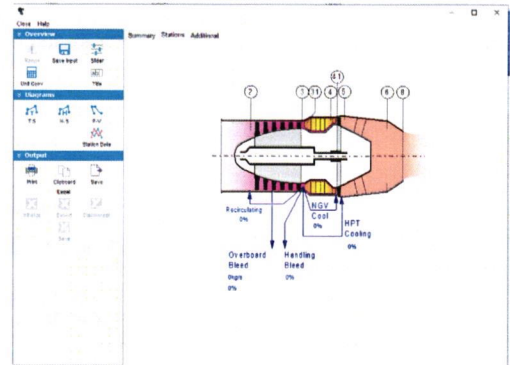 Close Help
Overview
Save Input Slider
Unit Conv. Title
Summary Stations Additional
Diagrams
T-S H-S P-V
Station Data
Output
Print Clipboard Save
Excel
2 3 31 4 41 5 6 8
Recirculating
0%
NGV
Cool
0%
HPT
Cooling
0%
Overboard
Bleed
0kg/s
0%
Handling
Bleed
0%